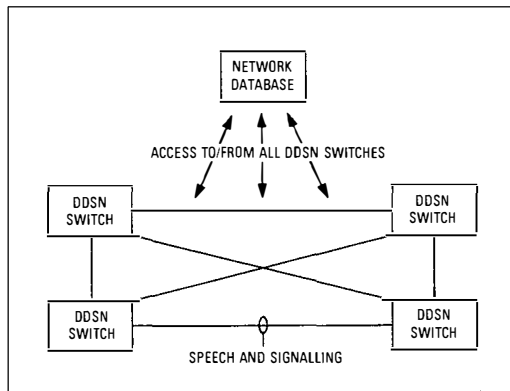 NETWORK
DATABASE
ACCESS TO/FROM ALL DDSN SWITCHES
DDSN
SWITCH
DDSN
SWITCH
DDSN
SWITCH
DDSN
SWITCH
SPEECH AND SIGNALLING